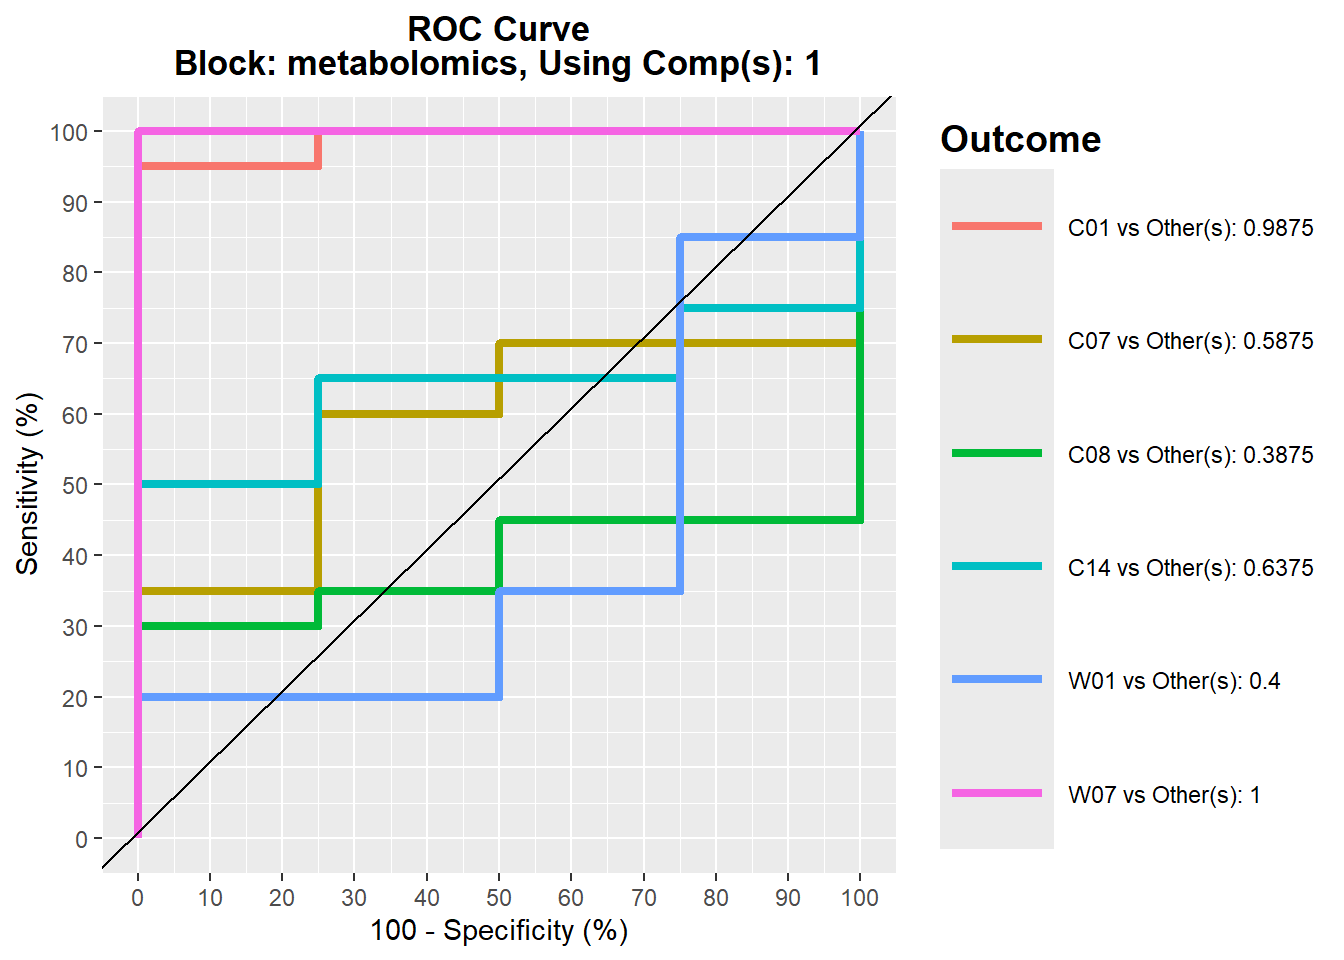 ROC Curve
Block: metabolomics, Using Comp(s): 1
Sensitivity (%)
100
90
80
70
60
50
40
30
20
10
0
0 10 20 30 40 50 60 70 80 90 100
100 - Specificity (%)
Outcome
C01 vs Other(s): 0.9875
C07 vs Other(s): 0.5875
C08 vs Other(s): 0.3875
C14 vs Other(s): 0.6375
W01 vs Other(s): 0.4
W07 vs Other(s): 1